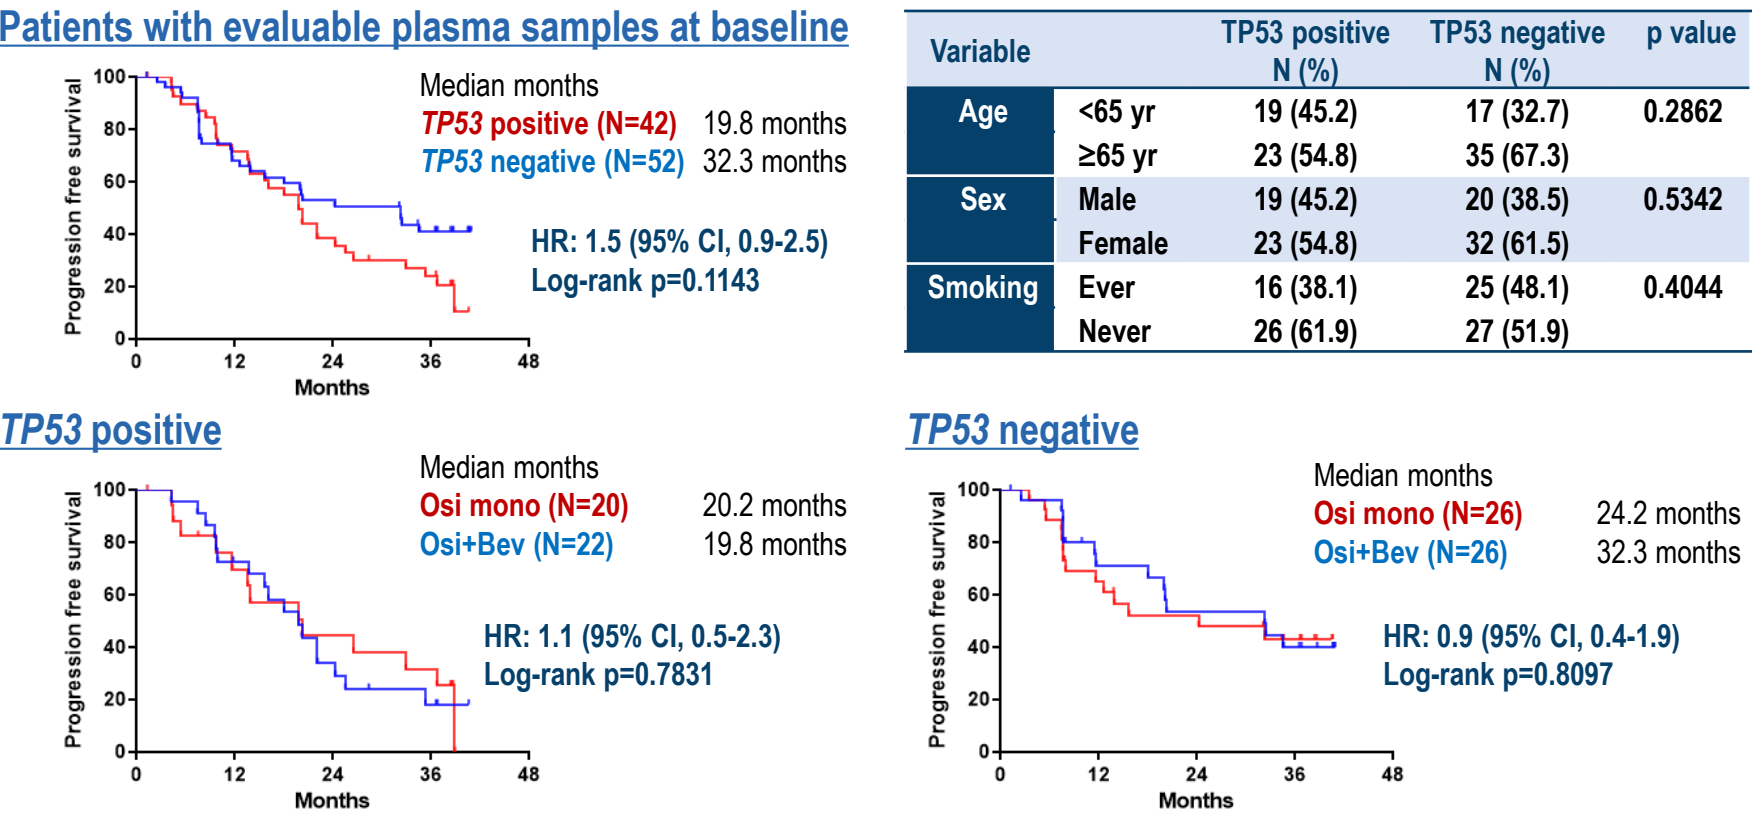 Patients with evaluable plasma samples at baseline
Progression free survival
100
80
60
40
20
0
0 12 24 36 48
Months
Median months
TP53 positive (N=42) 19.8 months
TP53 negative (N=52) 32.3 months
HR: 1.5 (95% CI, 0.9-2.5)
Log-rank p=0.1143
Variable TP53 positive N (%) TP53 negative N (%) p value
Age <65 yr 19 (45.2) 17 (32.7) 0.2862
≥65 yr 23 (54.8) 35 (67.3)
Sex Male 19 (45.2) 20 (38.5) 0.5342
Female 23 (54.8) 32 (61.5)
Smoking Ever 16 (38.1) 25 (48.1) 0.4044
Never 26 (61.9) 27 (51.9)
TP53 positive
Progression free survival
100
80
60
40
20
0
0 12 24 36 48
Months
Median months
Osi mono (N=20) 20.2 months
Osi+Bev (N=22) 19.8 months
HR: 1.1 (95% CI, 0.5-2.3)
Log-rank p=0.7831
TP53 negative
Progression free survival
100
80
60
40
20
0
0 12 24 36 48
Months
Median months
Osi mono (N=26) 24.2 months
Osi+Bev (N=26) 32.3 months
HR: 0.9 (95% CI, 0.4-1.9)
Log-rank p=0.8097